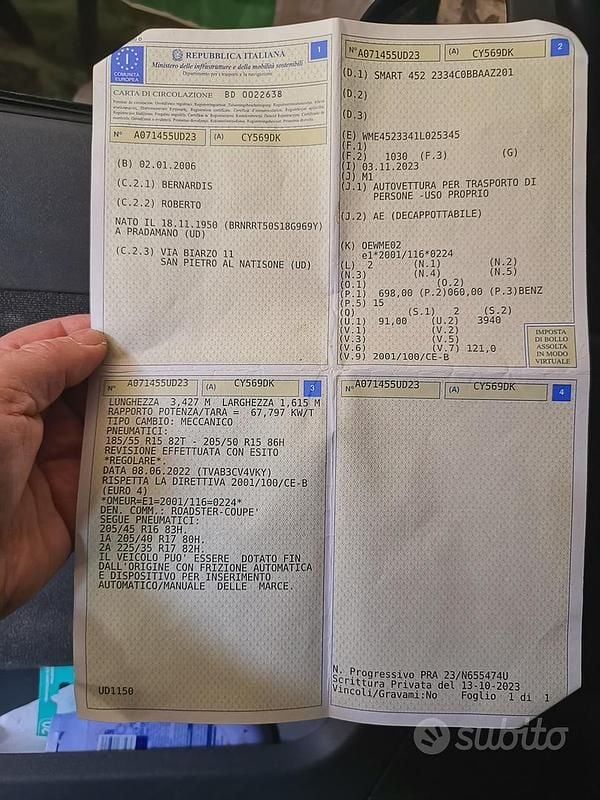 REPUBBLICA ITALIANA
1
Ministero delle infrastrutture e della mobilità sostenibili
Dipartimento per i trasporti e la navigazione
I
COMUNITÀ
EUROPEA
CARTA DI CIRCOLAZIONE BD 0022638
N° A071455UD23 (A) CY569DK
(B) 02.01.2006
(C.2.1) BERNARDIS
(C.2.2) ROBERTO
NATO IL 18.11.1950 (BRNRRT50S18G969Y)
A PRADAMANO (UD)
(C.2.3) VIA BIARZO 11
SAN PIETRO AL NATISONE (UD)
N° A071455UD23 (A) CY569DK 2
(D.1) SMART 452 2334C0BBAAZ201
(D.2)
(D.3)
(E) WME4523341L025345
(F.1)
(F.2) 1030 (F.3) (G)
(I) 03.11.2023
(J) M1
(J.1) AUTOVETTURA PER TRASPORTO DI
PERSONE -USO PROPRIO
(J.2) AE (DECAPPOTTABILE)
(K) OEWME02
e1*2001/116*0224
(L) 2 (N.1) (N.2)
(N.3) (N.4) (N.5)
(O.1) (O.2)
(P.1) 698,00 (P.2)060,00 (P.3)BENZ
(P.5) 15
(Q) (S.1) 2 (S.2)
(U.1) 91,00 (U.2) 3940
(V.1) (V.2)
(V.3) (V.5)
(V.6) (V.7) 121,0
(V.9) 2001/100/CE-B
IMPOSTA
DI BOLLO
ASSOLTA
IN MODO
VIRTUALE
N° A071455UD23 (A) CY569DK 3
LUNGHEZZA 3,427 M LARGHEZZA 1,615 M
RAPPORTO POTENZA/TARA = 67,797 KW/T
TIPO CAMBIO: MECCANICO
PNEUMATICI:
185/55 R15 82T - 205/50 R15 86H
REVISIONE EFFETTUATA CON ESITO
*REGOLARE*.
DATA 08.06.2022 (TVAB3CV4VKY)
RISPETTA LA DIRETTIVA 2001/100/CE-B
(EURO 4)
*OMEUR=E1=2001/116=0224*
DEN. COMM.: ROADSTER-COUPE'
SEGUE PNEUMATICI:
205/45 R16 83H.
1A 205/40 R17 80H.
2A 225/35 R17 82H.
IL VEICOLO PUO' ESSERE DOTATO FIN
DALL'ORIGINE CON FRIZIONE AUTOMATICA
E DISPOSITIVO PER INSERIMENTO
AUTOMATICO/MANUALE DELLE MARCE.
UD1150
N° A071455UD23 (A) CY569DK 4
N. Progressivo PRA 23/N655474U
Scrittura Privata del 13-10-2023
Vincoli/Gravami:No Foglio 1 di 1
subito